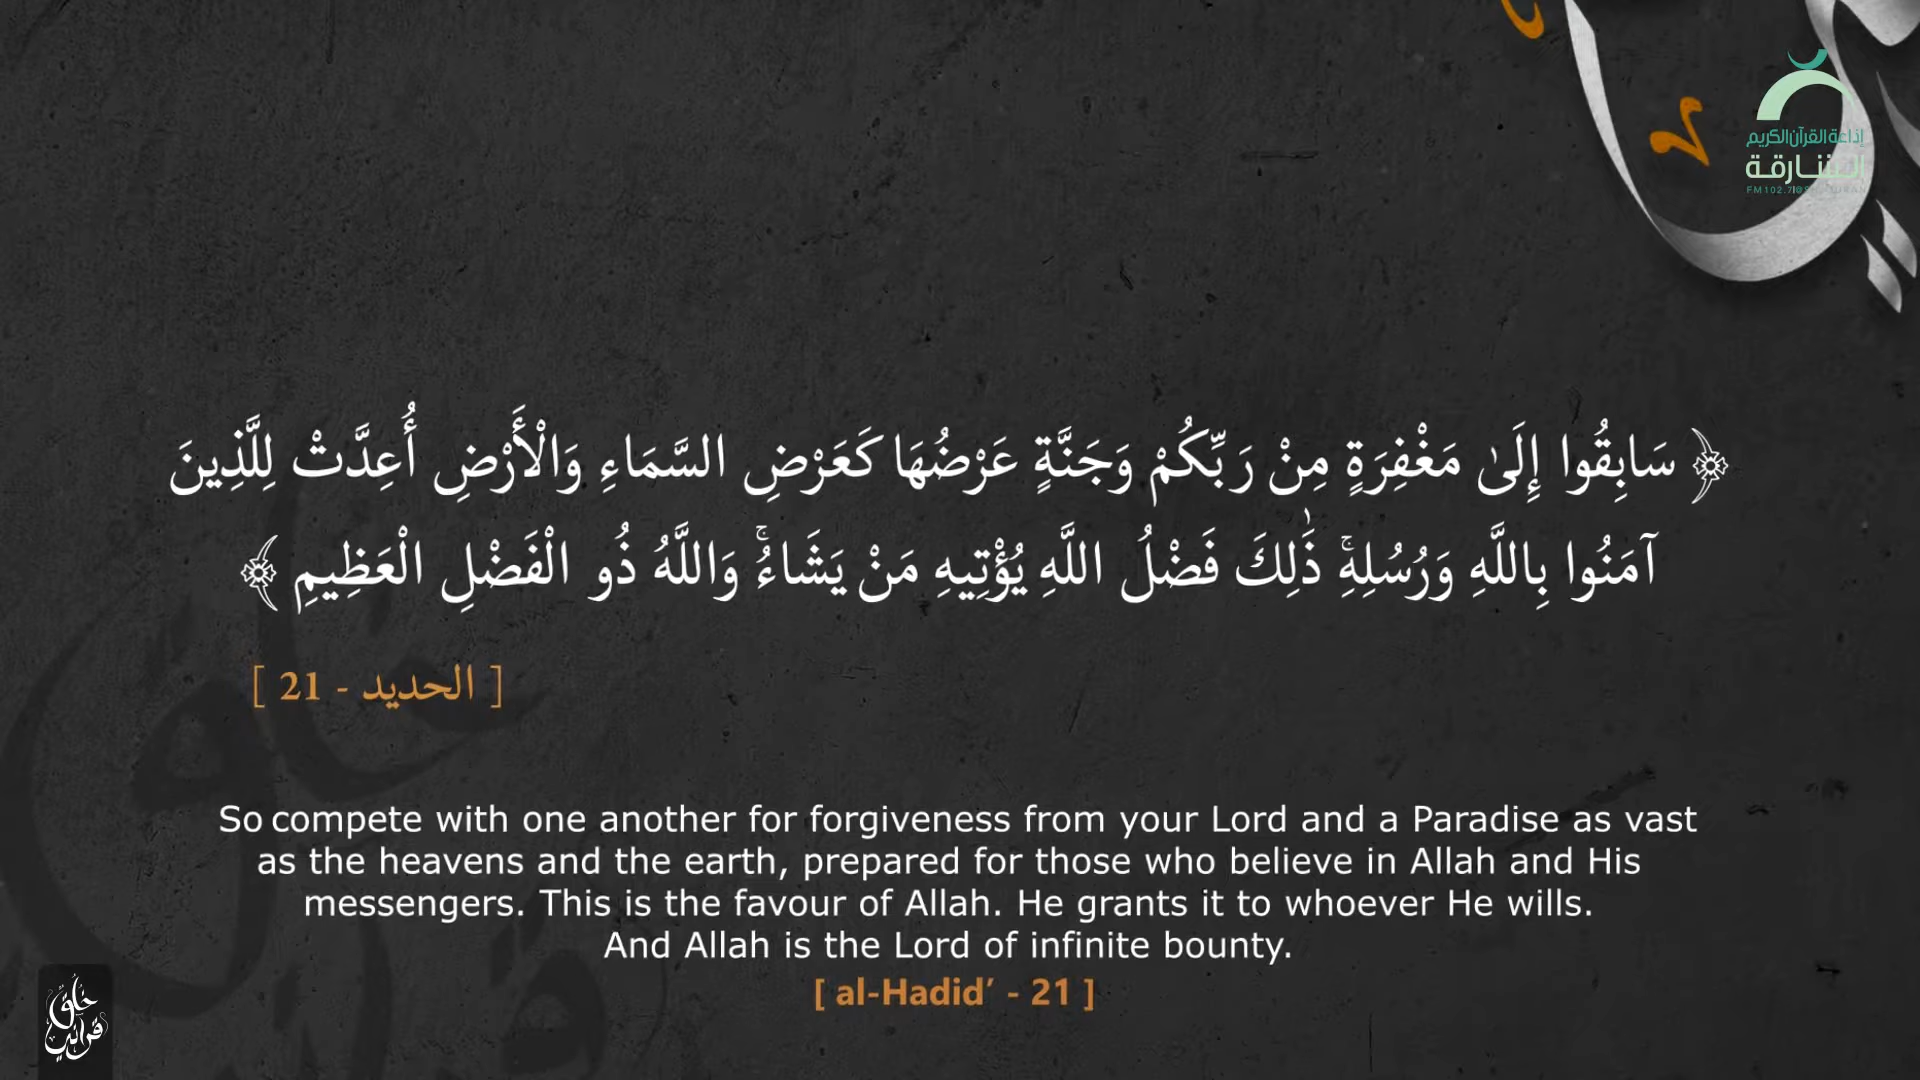 إذاعة القرآن الكريم
الشارقة
﴿ سَابِقُوا إِلَىٰ مَغْفِرَةٍ مِنْ رَبِّكُمْ وَجَنَّةٍ عَرْضُهَا كَعَرْضِ السَّمَاءِ وَالْأَرْضِ أُعِدَّتْ لِلَّذِينَ
آمَنُوا بِاللَّهِ وَرُسُلِهِۚ ذَٰلِكَ فَضْلُ اللَّهِ يُؤْتِيهِ مَنْ يَشَاءُۚ وَاللَّهُ ذُو الْفَضْلِ الْعَظِيمِ ﴾
[ الحديد - 21 ]
So compete with one another for forgiveness from your Lord and a Paradise as vast
as the heavens and the earth, prepared for those who believe in Allah and His
messengers. This is the favour of Allah. He grants it to whoever He wills.
And Allah is the Lord of infinite bounty.
[ al-Hadid’ - 21 ]
خلق
قرآني